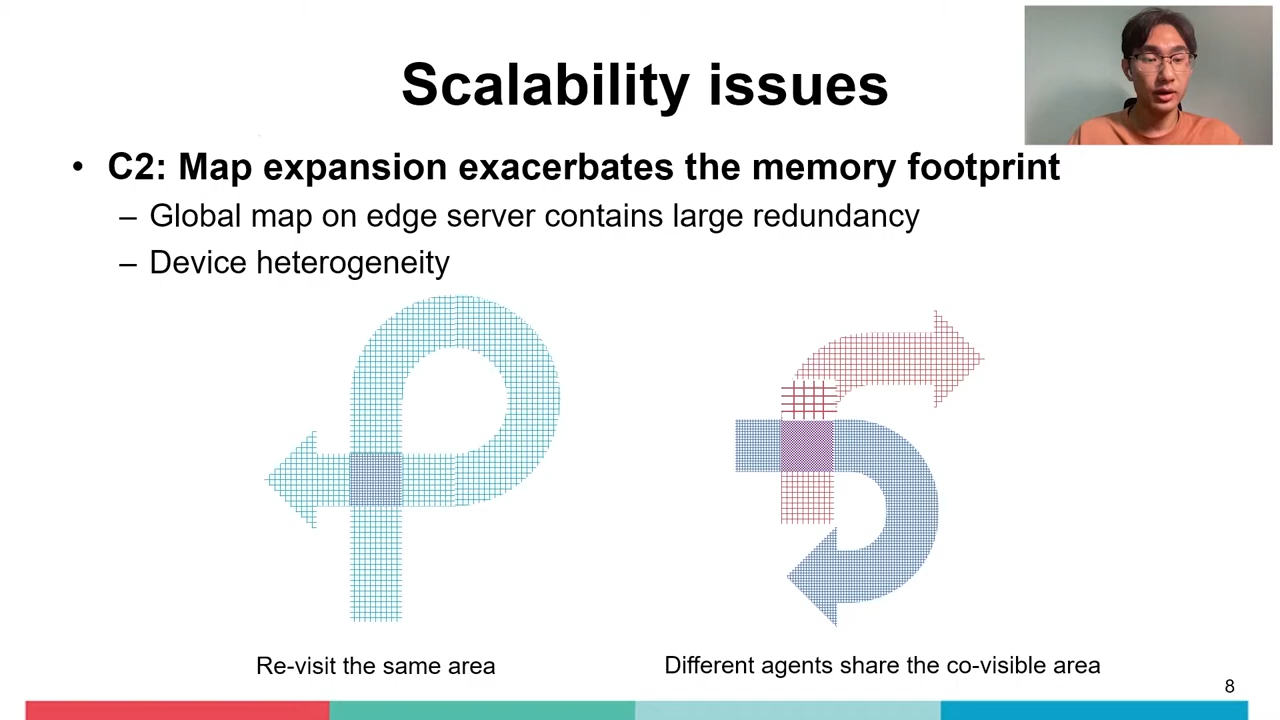 Scalability issues
• C2: Map expansion exacerbates the memory footprint
– Global map on edge server contains large redundancy
– Device heterogeneity
Re-visit the same area
Different agents share the co-visible area
8